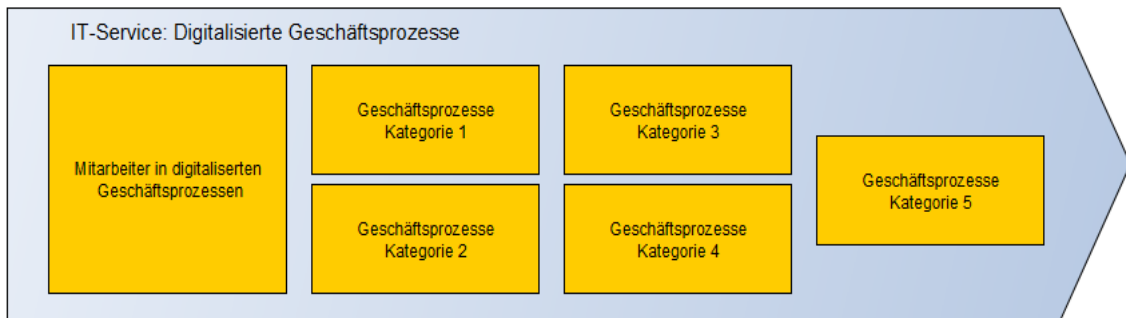 IT-Service: Digitalisierte Geschäftsprozesse
Mitarbeiter in digitaliserten
Geschäftsprozessen
Geschäftsprozesse
Kategorie 1
Geschäftsprozesse
Kategorie 2
Geschäftsprozesse
Kategorie 3
Geschäftsprozesse
Kategorie 4
Geschäftsprozesse
Kategorie 5